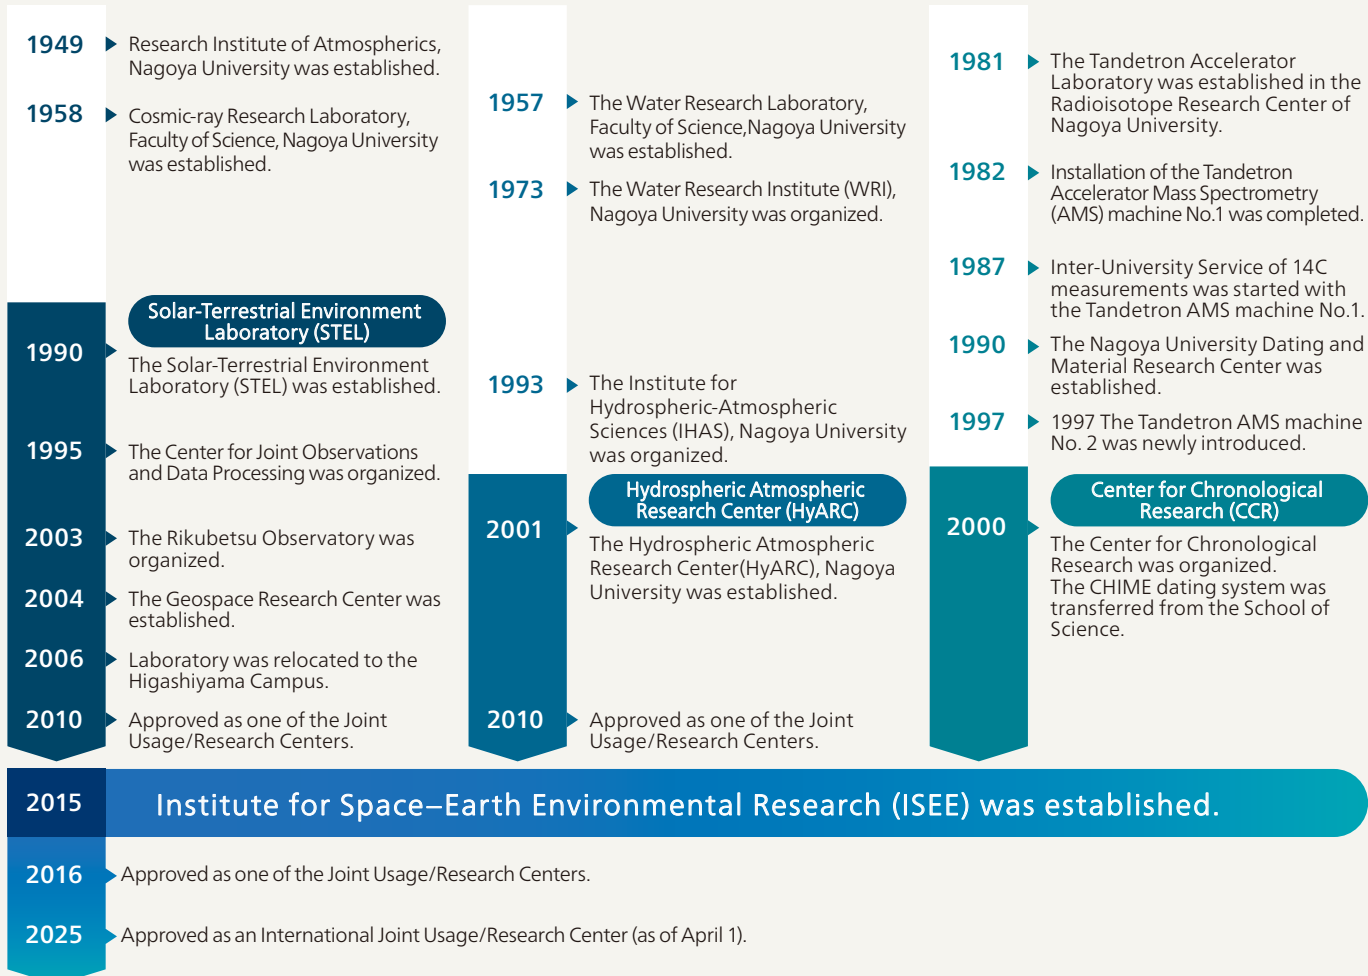 1949
Research Institute of Atmospherics,
Nagoya University was established.
1958
Cosmic-ray Research Laboratory,
Faculty of Science, Nagoya University
was established.
Solar-Terrestrial Environment
Laboratory (STEL)
1990
The Solar-Terrestrial Environment
Laboratory (STEL) was established.
1995
The Center for Joint Observations
and Data Processing was organized.
2003
The Rikubetsu Observatory was
organized.
2004
The Geospace Research Center was
established.
2006
Laboratory was relocated to the
Higashiyama Campus.
2010
Approved as one of the Joint
Usage/Research Centers.
1957
The Water Research Laboratory,
Faculty of Science,Nagoya University
was established.
1973
The Water Research Institute (WRI),
Nagoya University was organized.
1993
The Institute for
Hydrospheric-Atmospheric
Sciences (IHAS), Nagoya University
was organized.
Hydrospheric Atmospheric
Research Center (HyARC)
2001
The Hydrospheric Atmospheric
Research Center(HyARC), Nagoya
University was established.
2010
Approved as one of the Joint
Usage/Research Centers.
1981
The Tandetron Accelerator
Laboratory was established in the
Radioisotope Research Center of
Nagoya University.
1982
Installation of the Tandetron
Accelerator Mass Spectrometry
(AMS) machine No.1 was completed.
1987
Inter-University Service of 14C
measurements was started with
the Tandetron AMS machine No.1.
1990
The Nagoya University Dating and
Material Research Center was
established.
1997
1997 The Tandetron AMS machine
No. 2 was newly introduced.
Center for Chronological
Research (CCR)
2000
The Center for Chronological
Research was organized.
The CHIME dating system was
transferred from the School of
Science.
2015
Institute for Space–Earth Environmental Research (ISEE) was established.
2016
Approved as one of the Joint Usage/Research Centers.
2025
Approved as an International Joint Usage/Research Center (as of April 1).